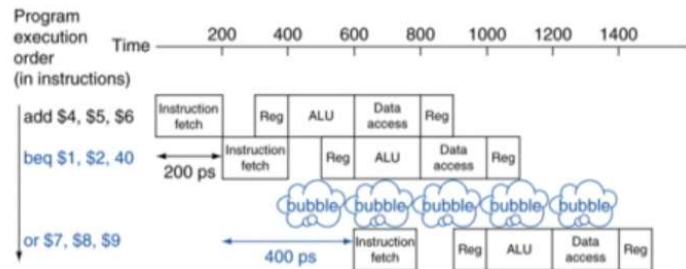 Program
execution
order
(in instructions)
Time
200 400 600 800 1000 1200 1400
add $4, $5, $6
Instruction
fetch
Reg
ALU
Data
access
Reg
beq $1, $2, 40
200 ps
Instruction
fetch
Reg
ALU
Data
access
Reg
bubble bubble bubble bubble bubble
or $7, $8, $9
400 ps
Instruction
fetch
Reg
ALU
Data
access
Reg